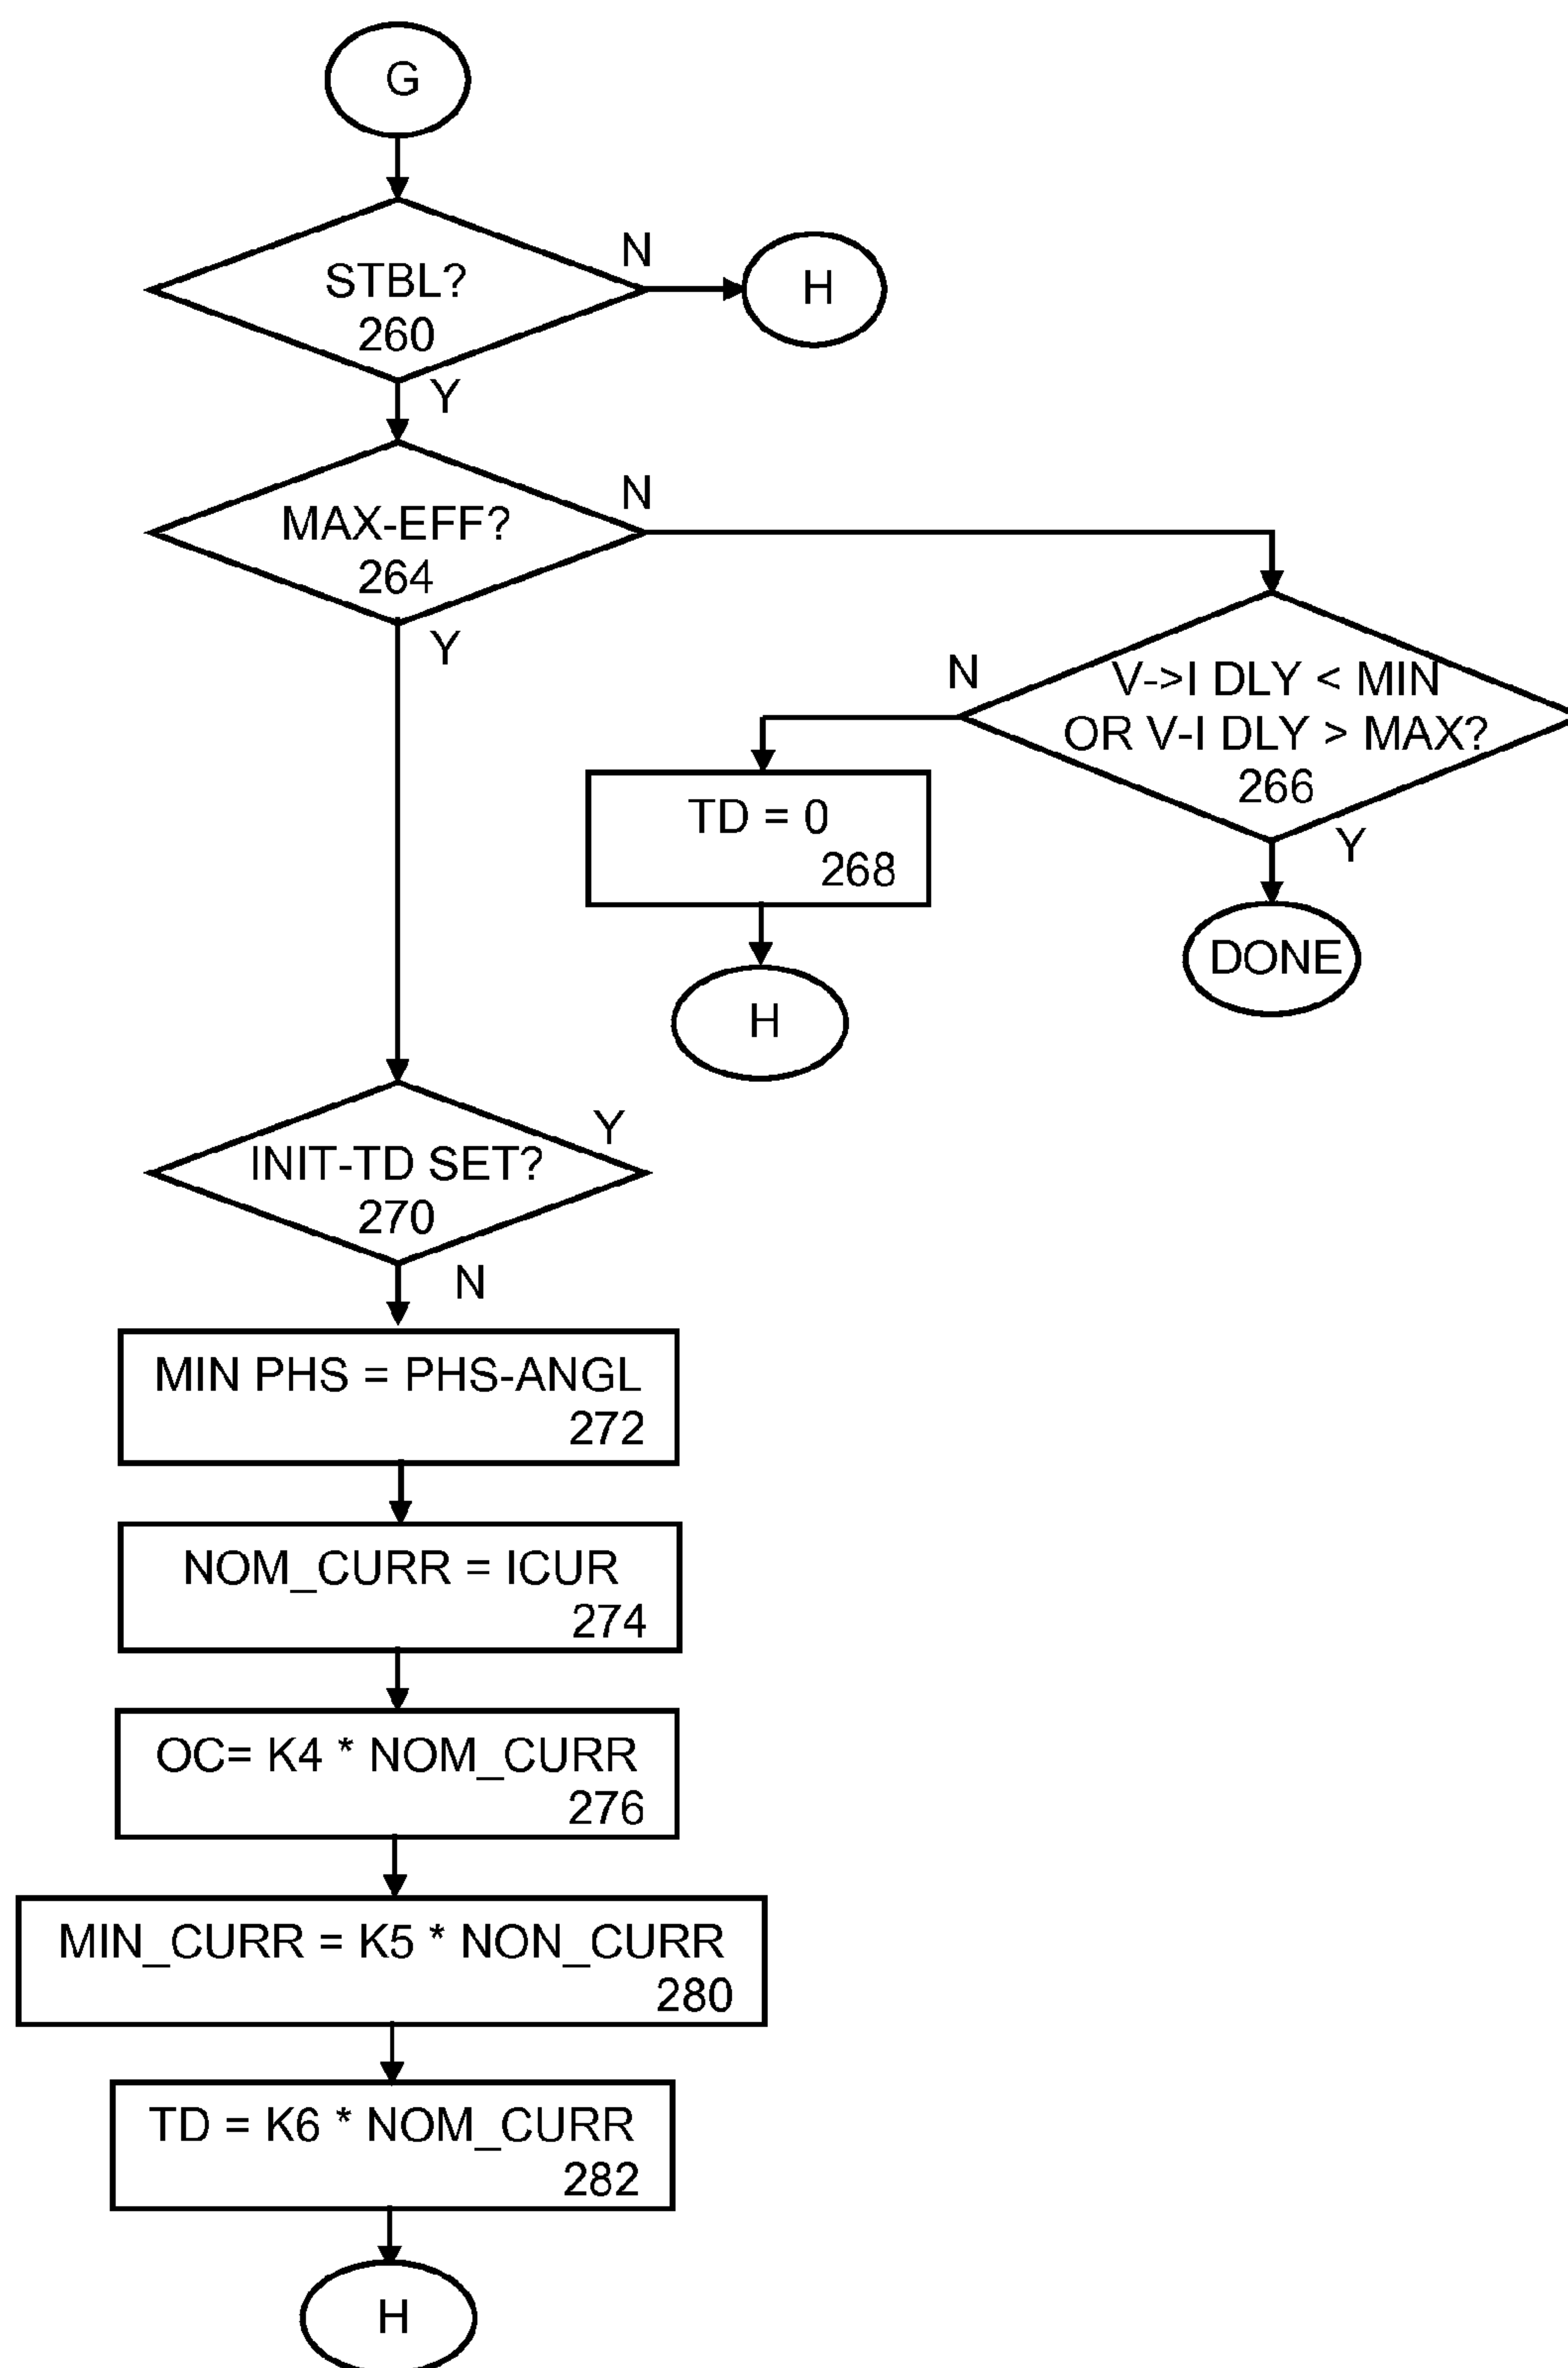 G
STBL?
260
N
H
Y
MAX-EFF?
264
N
Y
V->I DLY < MIN
OR V-I DLY > MAX?
266
N
Y
TD = 0
268
DONE
H
INIT-TD SET?
270
Y
N
MIN PHS = PHS-ANGL
272
NOM_CURR = ICUR
274
OC= K4 * NOM_CURR
276
MIN_CURR = K5 * NON_CURR
280
TD = K6 * NOM_CURR
282
H